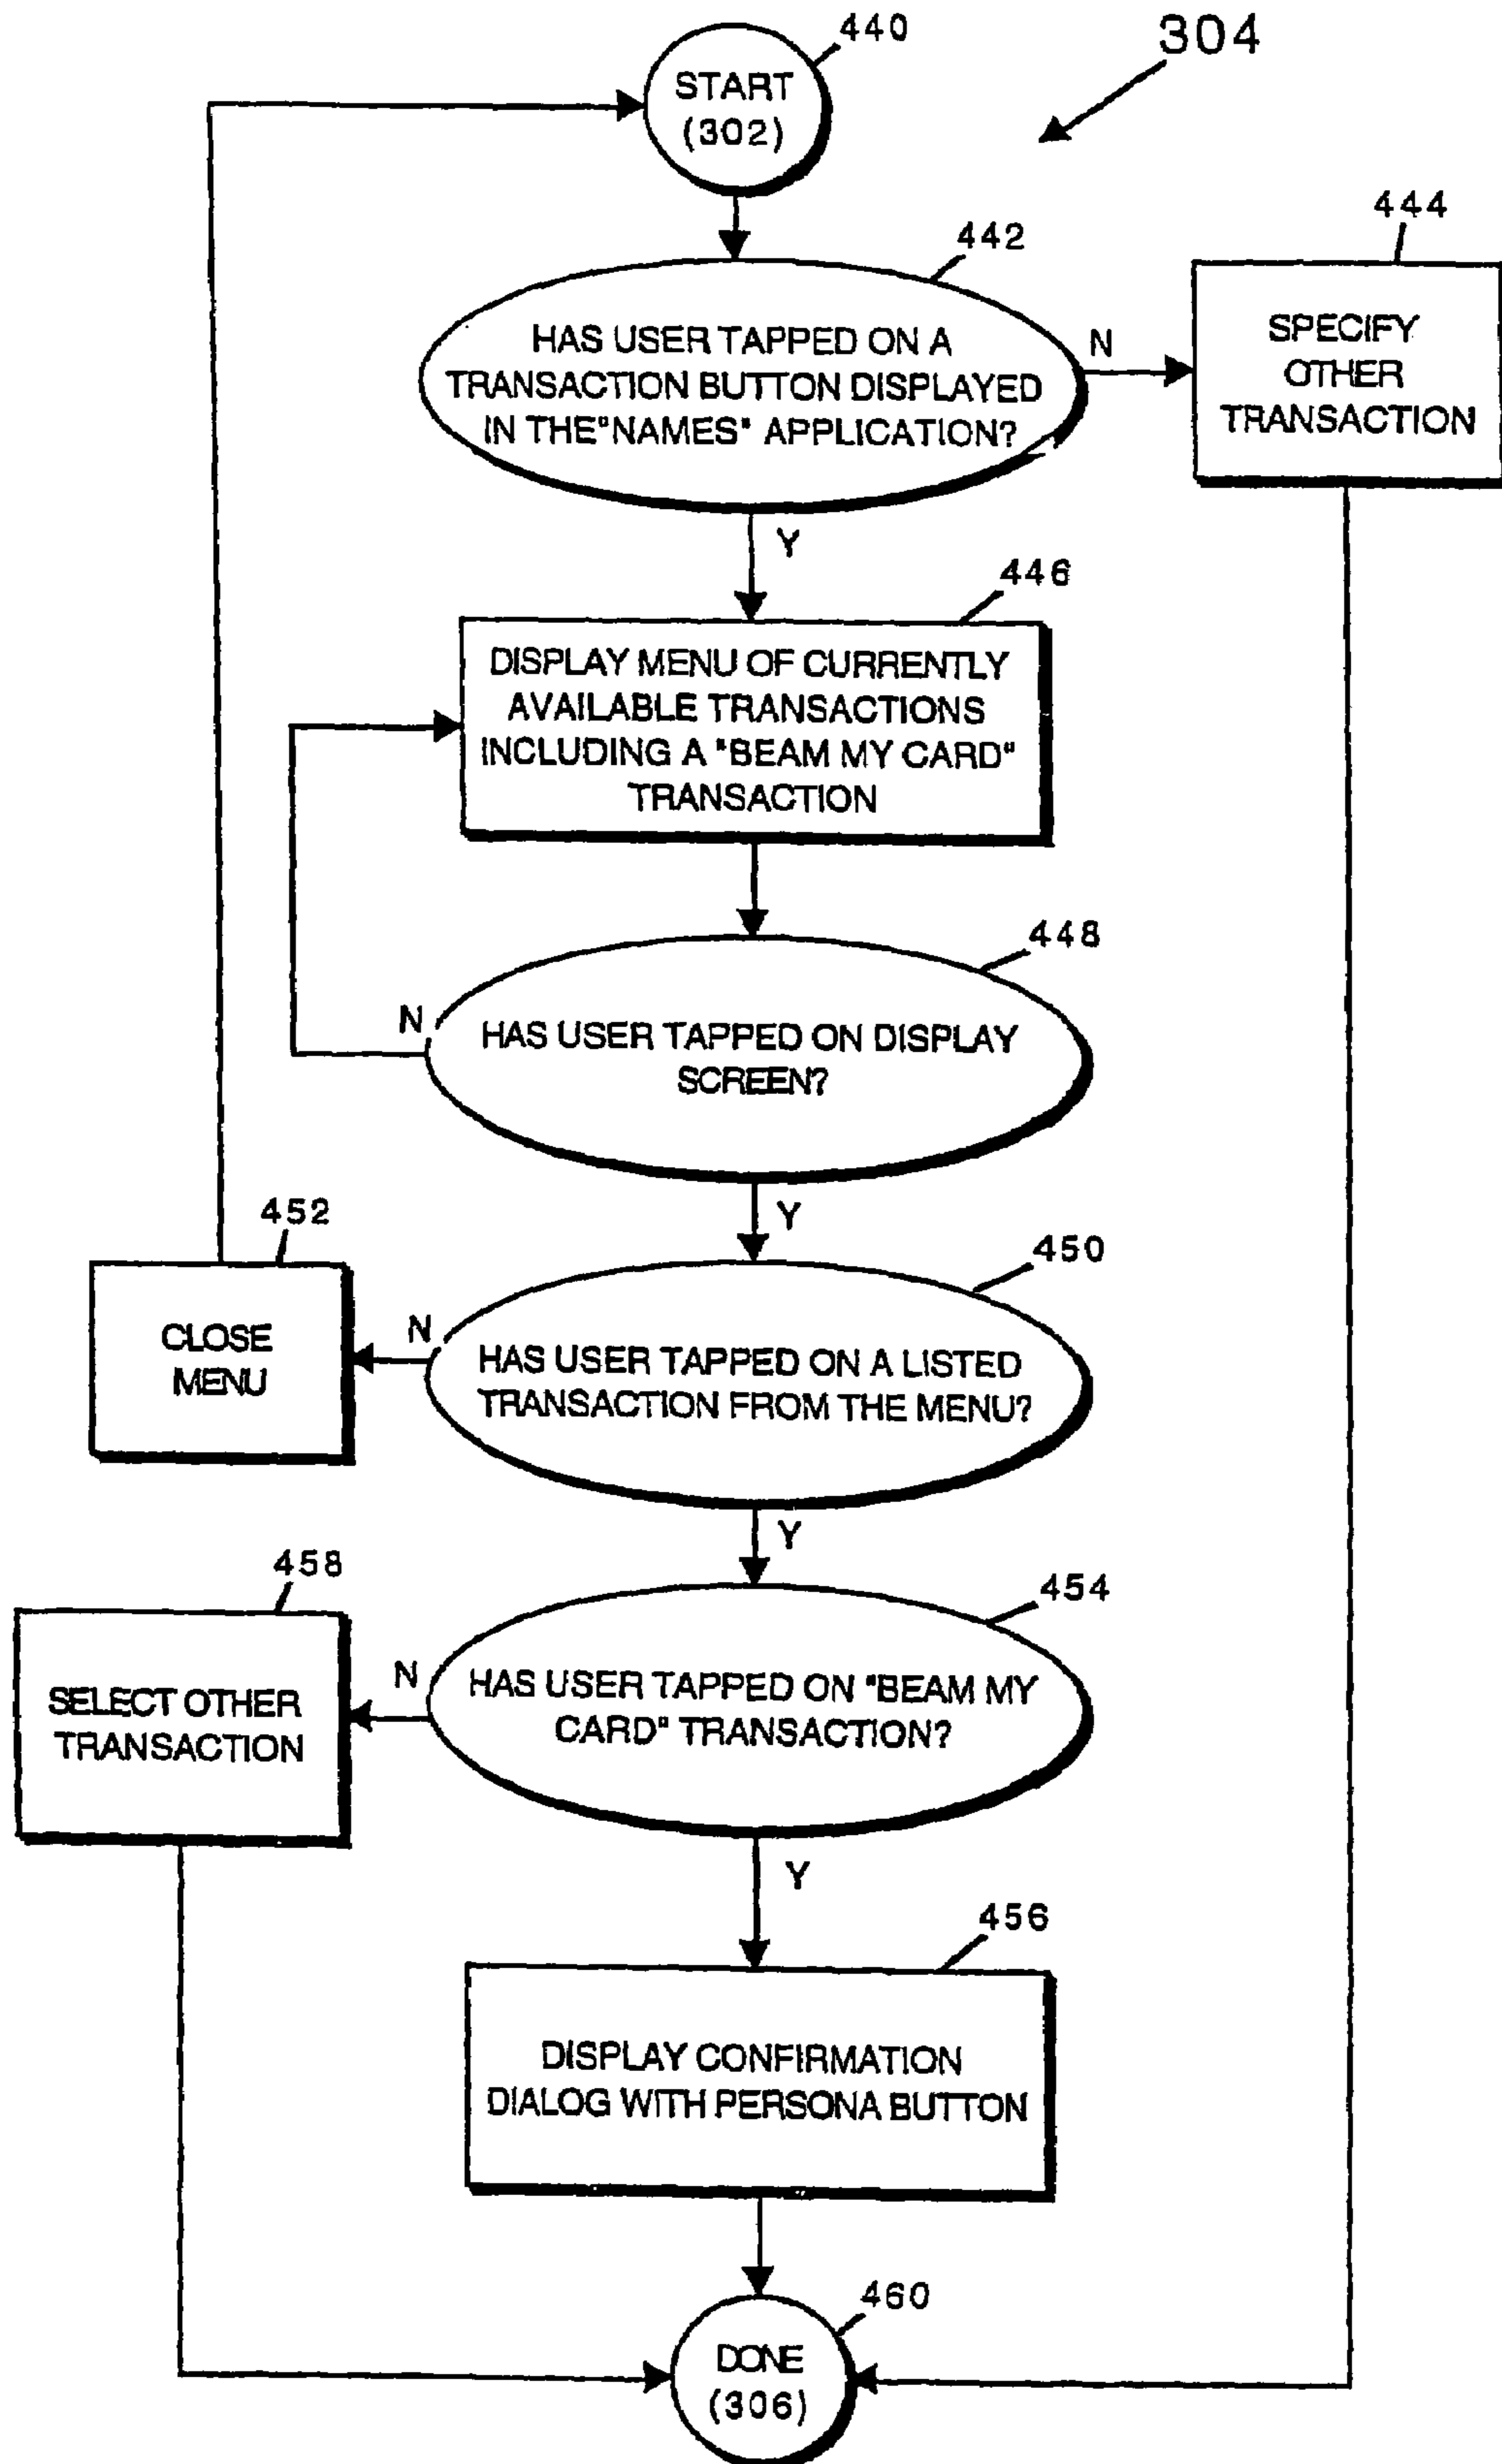 440
304
START
(302)
442
444
HAS USER TAPPED ON A
TRANSACTION BUTTON DISPLAYED
IN THE"NAMES" APPLICATION?
N
SPECIFY
OTHER
TRANSACTION
Y
446
DISPLAY MENU OF CURRENTLY
AVAILABLE TRANSACTIONS
INCLUDING A "BEAM MY CARD"
TRANSACTION
448
N
HAS USER TAPPED ON DISPLAY
SCREEN?
Y
452
450
CLOSE
MENU
N
HAS USER TAPPED ON A LISTED
TRANSACTION FROM THE MENU?
Y
458
454
SELECT OTHER
TRANSACTION
N
HAS USER TAPPED ON "BEAM MY
CARD" TRANSACTION?
Y
456
DISPLAY CONFIRMATION
DIALOG WITH PERSONA BUTTON
460
DONE
(306)